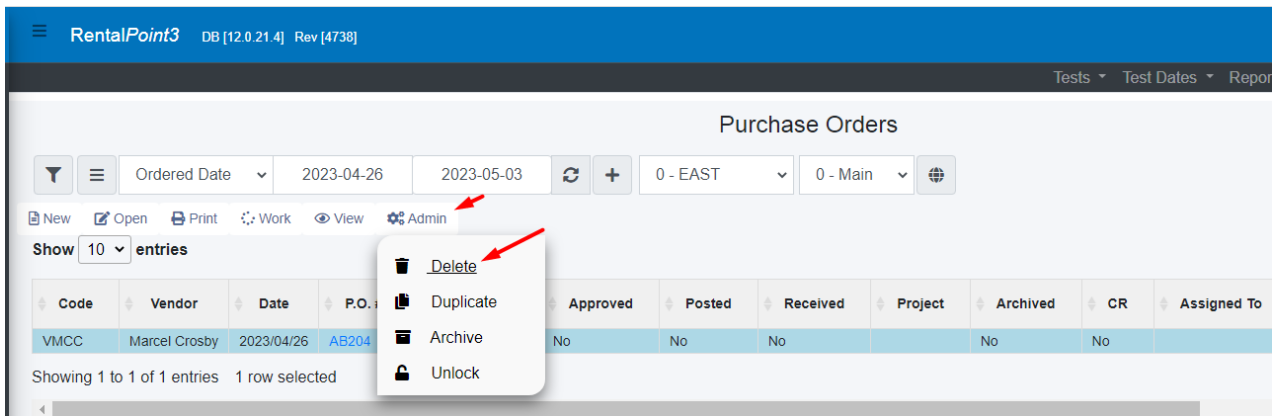 RentalPoint3 DB [12.0.21.4] Rev [4738]
Tests Test Dates Repor
Purchase Orders
Ordered Date 2023-04-26 2023-05-03 0 - EAST 0 - Main
New Open Print Work View Admin
Show 10 entries
Delete
Duplicate
Archive
Unlock
Code Vendor Date P.O. Approved Posted Received Project Archived CR Assigned To
VMCC Marcel Crosby 2023/04/26 AB204 No No No No No
Showing 1 to 1 of 1 entries 1 row selected